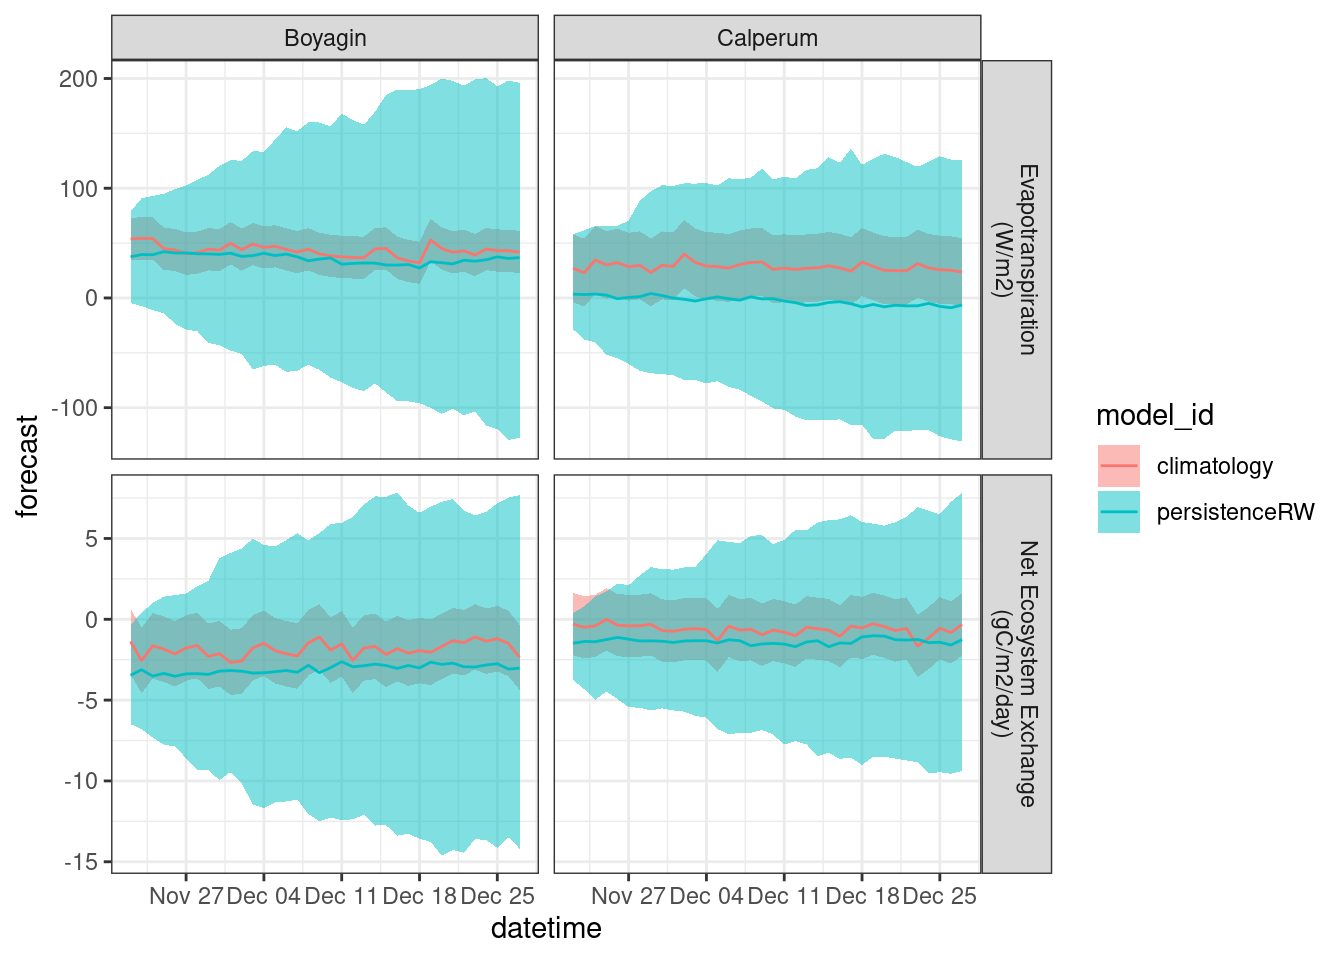 Boyagin
Calperum
200
100
0
-100
Evapotranspiration
(W/m2)
5
0
-5
-10
-15
Net Ecosystem Exchange
(gC/m2/day)
forecast
Nov 27 Dec 04 Dec 11 Dec 18 Dec 25
Nov 27 Dec 04 Dec 11 Dec 18 Dec 25
datetime
model_id
climatology
persistenceRW